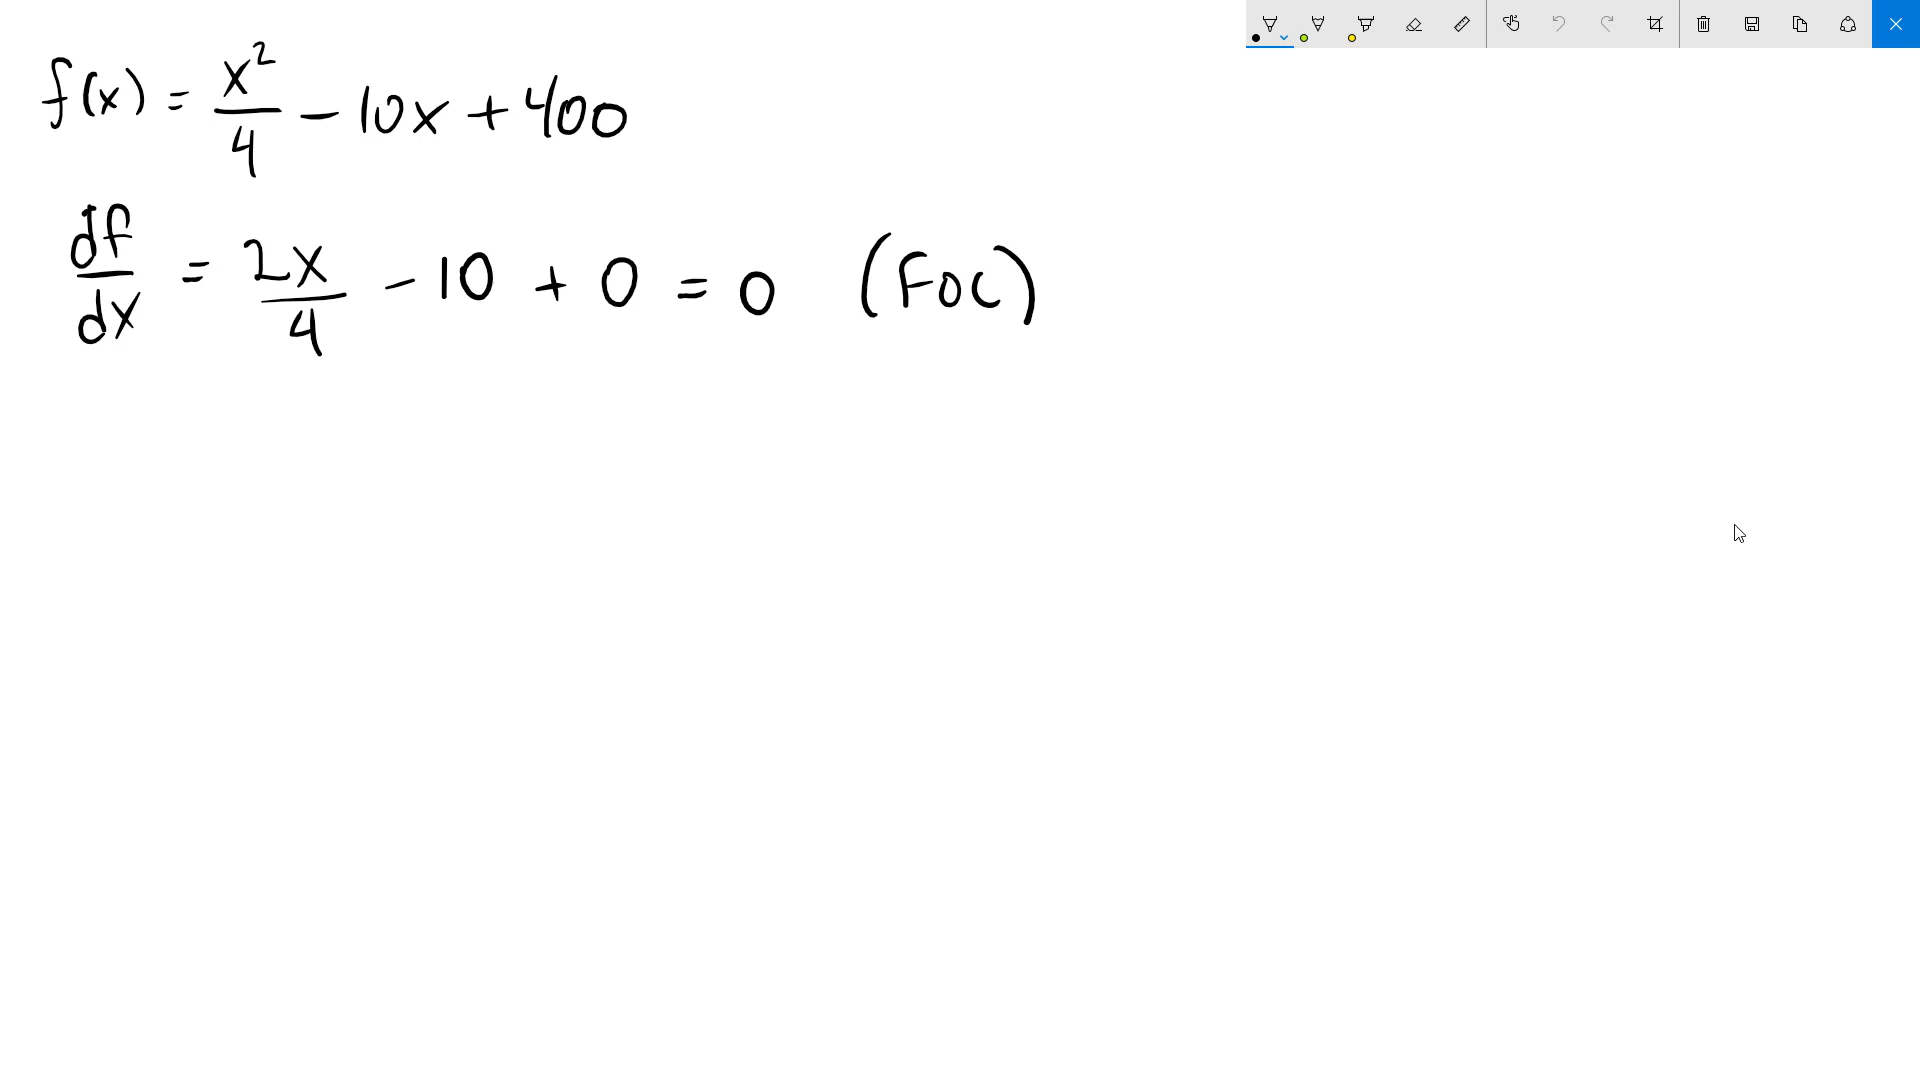 f(x) = x²/4 - 10x + 400
df/dx = 2x/4 - 10 + 0 = 0 (FOC)